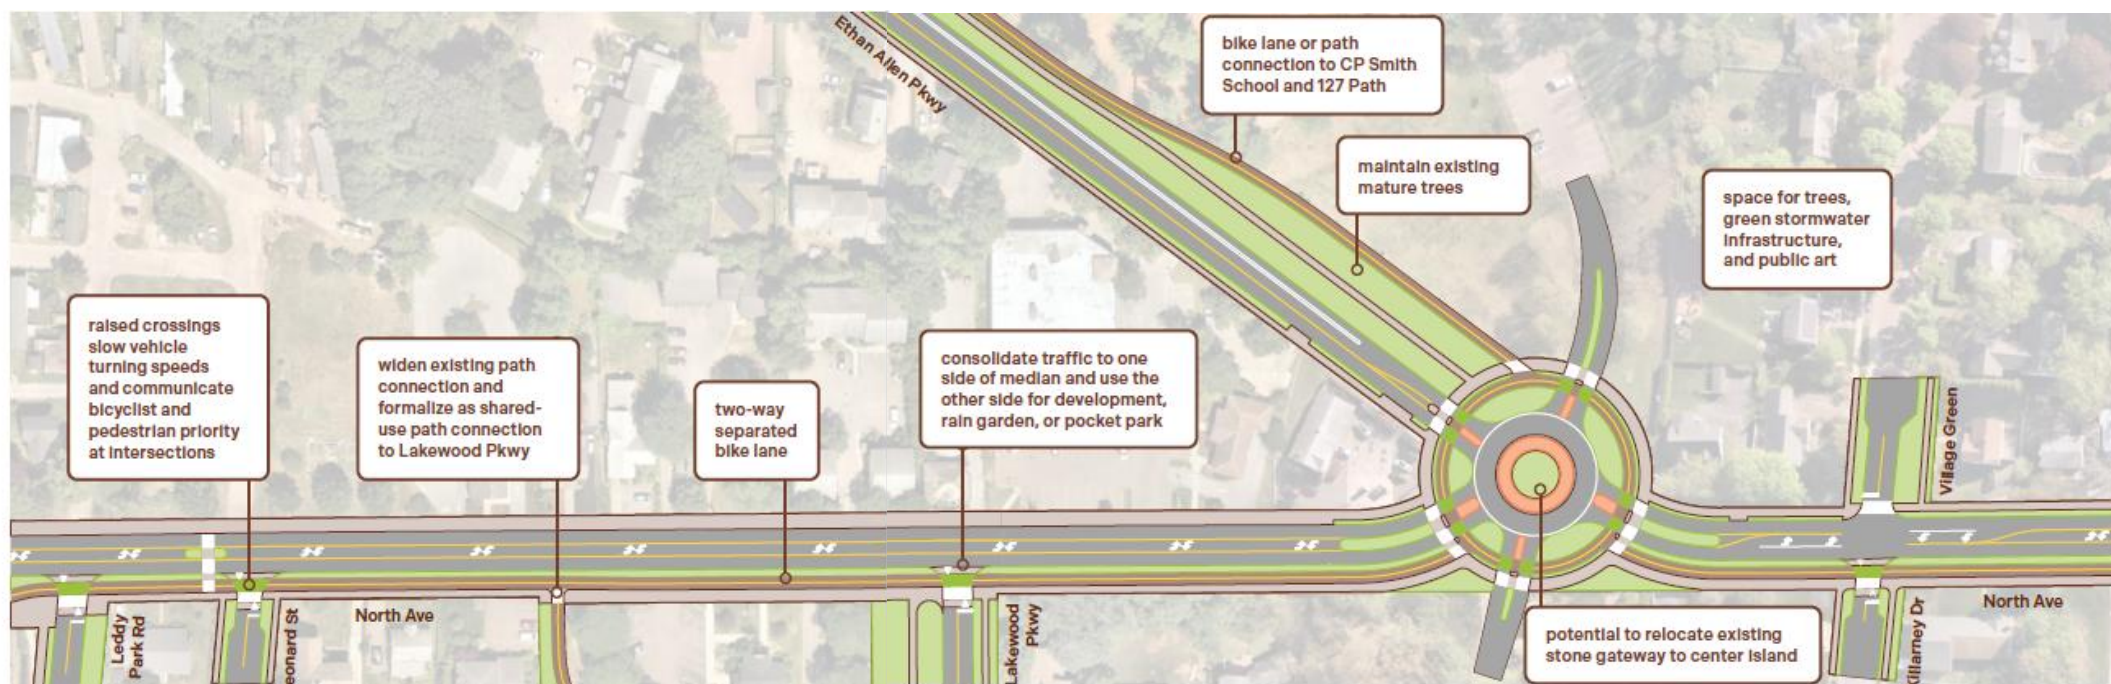 Ethan Allen Pkwy
bike lane or path
connection to CP Smith
School and 127 Path
maintain existing
mature trees
space for trees,
green stormwater
infrastructure,
and public art
raised crossings
slow vehicle
turning speeds
and communicate
bicyclist and
pedestrian priority
at intersections
widen existing path
connection and
formalize as shared-
use path connection
to Lakewood Pkwy
two-way
separated
bike lane
consolidate traffic to one
side of median and use the
other side for development,
rain garden, or pocket park
Village Green
Leddy
Park Rd
eonard St
North Ave
Lakewood
Pkwy
potential to relocate existing
stone gateway to center island
Killarney Dr
North Ave